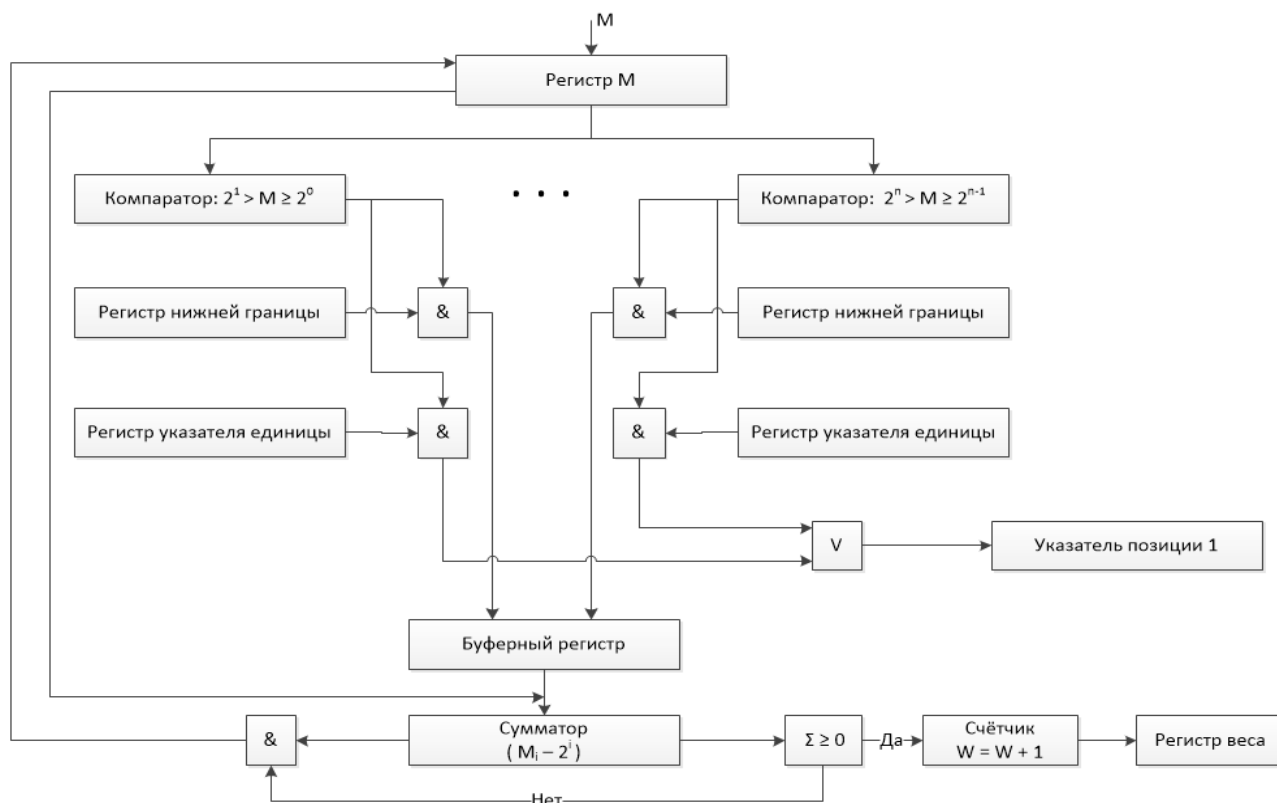 M
Регистр M
Компаратор: 2¹ > M ≥ 2⁰
. . .
Компаратор: 2ⁿ > M ≥ 2ⁿ⁻¹
Регистр нижней границы
&
&
Регистр нижней границы
Регистр указателя единицы
&
&
Регистр указателя единицы
V
Указатель позиции 1
Буферный регистр
&
Сумматор
( Mᵢ – 2ⁱ )
Σ ≥ 0
Да
Счётчик
W = W + 1
Регистр веса
Нет